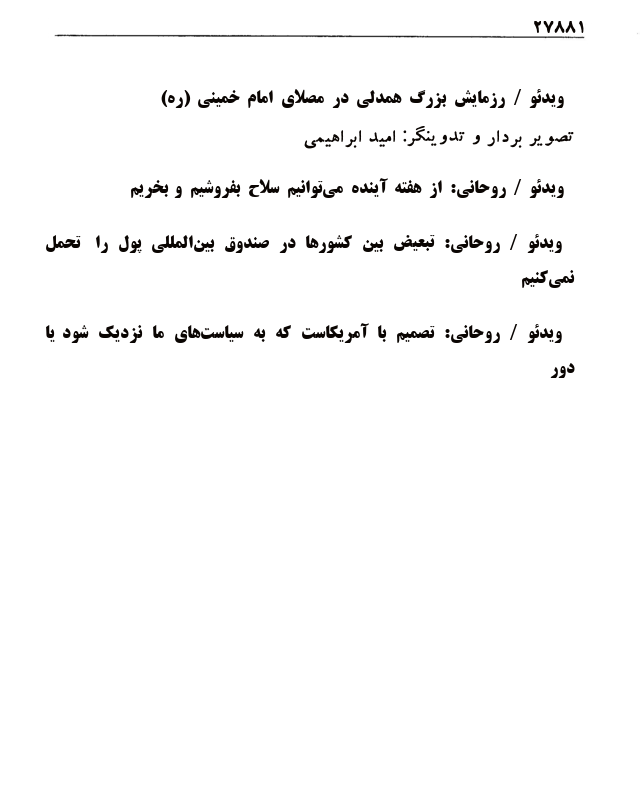 ۲۷۸۸۱
ویدئو / رزمایش بزرگ همدلی در مصلای امام خمینی (ره)
تصویر بردار و تدوینگر: امید ابراهیمی
ویدئو / روحانی: از هفته آینده می‌توانیم سلاح بفروشیم و بخریم
ویدئو / روحانی: تبعیض بین کشورها در صندوق بین‌المللی پول را تحمل
نمی‌کنیم
ویدئو / روحانی: تصمیم با آمریکاست که به سیاست‌های ما نزدیک شود یا
دور